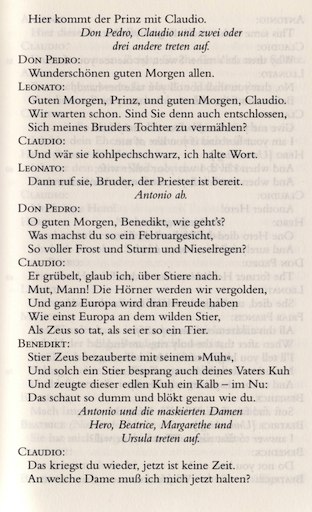 Hier kommt der Prinz mit Claudio.
Don Pedro, Claudio und zwei oder
drei andere treten auf.
DON PEDRO:
Wunderschönen guten Morgen allen.
LEONATO:
Guten Morgen, Prinz, und guten Morgen, Claudio.
Wir warten schon. Sind Sie denn auch entschlossen,
Sich meines Bruders Tochter zu vermählen?
CLAUDIO:
Und wär sie kohlpechschwarz, ich halte Wort.
LEONATO:
Dann ruf sie, Bruder, der Priester ist bereit.
Antonio ab.
DON PEDRO:
O guten Morgen, Benedikt, wie geht's?
Was machst du so ein Februargesicht,
So voller Frost und Sturm und Nieselregen?
CLAUDIO:
Er grübelt, glaub ich, über Stiere nach.
Mut, Mann! Die Hörner werden wir vergolden,
Und ganz Europa wird dran Freude haben
Wie einst Europa an dem wilden Stier,
Als Zeus so tat, als sei er so ein Tier.
BENEDIKT:
Stier Zeus bezauberte mit seinem »Muh«,
Und solch ein Stier besprang auch deines Vaters Kuh
Und zeugte dieser edlen Kuh ein Kalb – im Nu:
Das schaut so dumm und blökt genau wie du.
Antonio und die maskierten Damen
Hero, Beatrice, Margarethe und
Ursula treten auf.
CLAUDIO:
Das kriegst du wieder, jetzt ist keine Zeit.
An welche Dame muß ich mich jetzt halten?